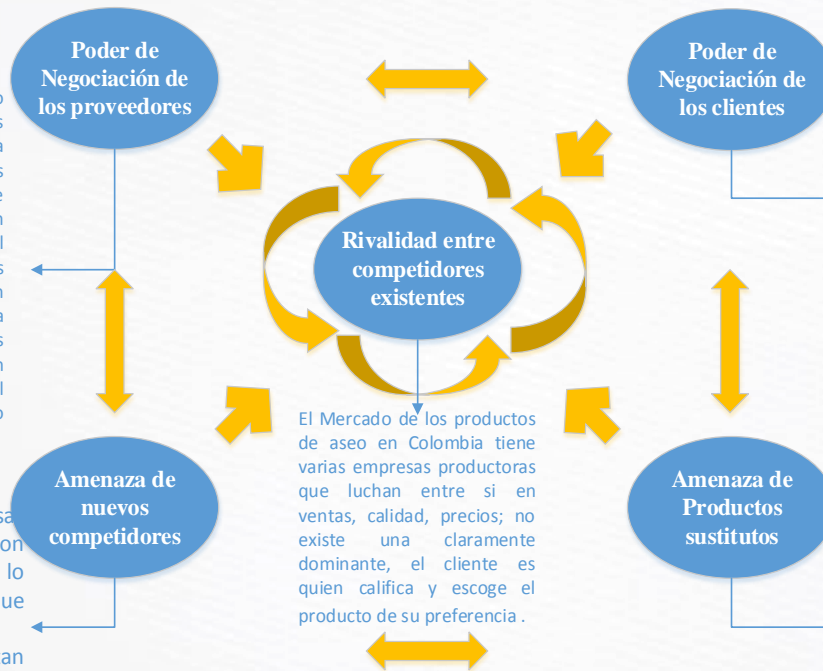 Poder de
Negociación de
los proveedores
Poder de
Negociación de
los clientes
Rivalidad entre
competidores
existentes
El Mercado de los productos
de aseo en Colombia tiene
varias empresas productoras
que luchan entre si en
ventas, calidad, precios; no
existe una claramente
dominante, el cliente es
quien califica y escoge el
producto de su preferencia .
Amenaza de
nuevos
competidores
lo
Amenaza de
Productos
sustitutos